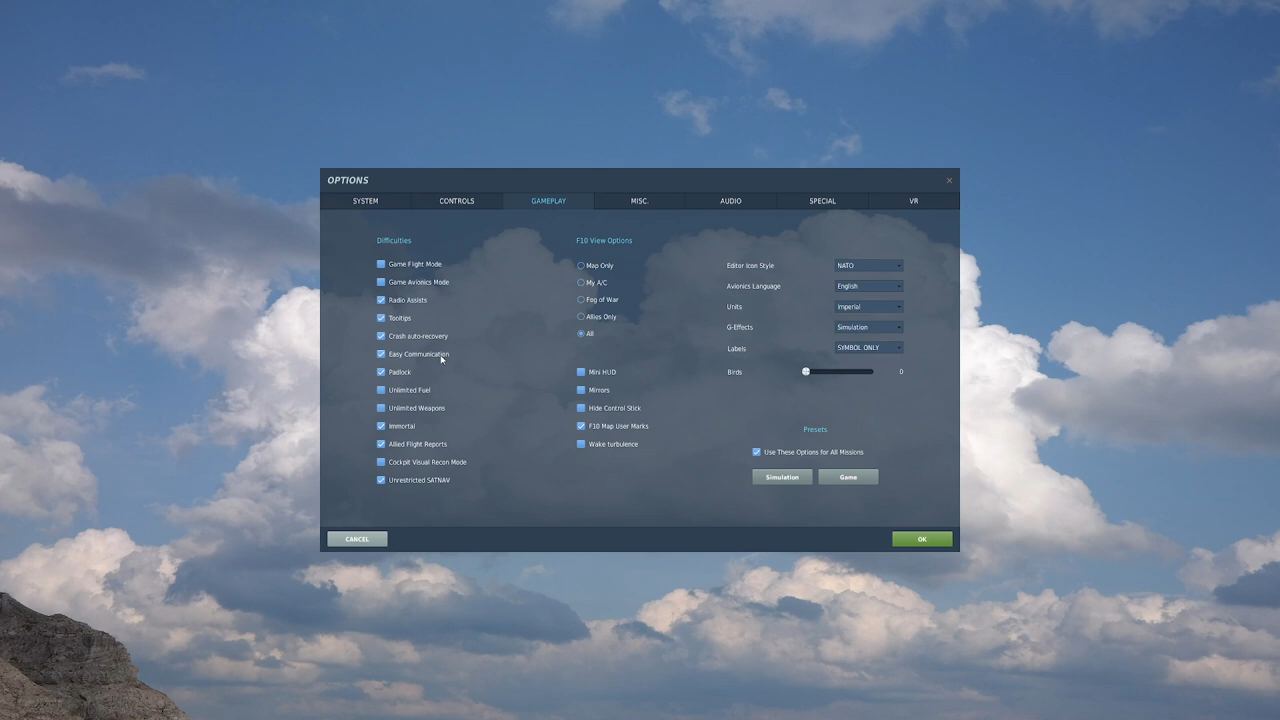 OPTIONS
SYSTEM
CONTROLS
GAMEPLAY
MISC.
AUDIO
SPECIAL
VR
Difficulties
Game Flight Mode
Game Avionics Mode
Radio Assists
Tooltips
Crash auto-recovery
Easy Communication
Padlock
Unlimited Fuel
Unlimited Weapons
Immortal
Allied Flight Reports
Cockpit Visual Recon Mode
Unrestricted SATNAV
F10 View Options
Map Only
My A/C
Fog of War
Allies Only
All
Mini HUD
Mirrors
Hide Control Stick
F10 Map User Marks
Wake turbulence
Editor Icon Style NATO
Avionics Language English
Units Imperial
G-Effects Simulation
Labels SYMBOL ONLY
Birds 0
Presets
Use These Options for All Missions
Simulation
Game
CANCEL
OK